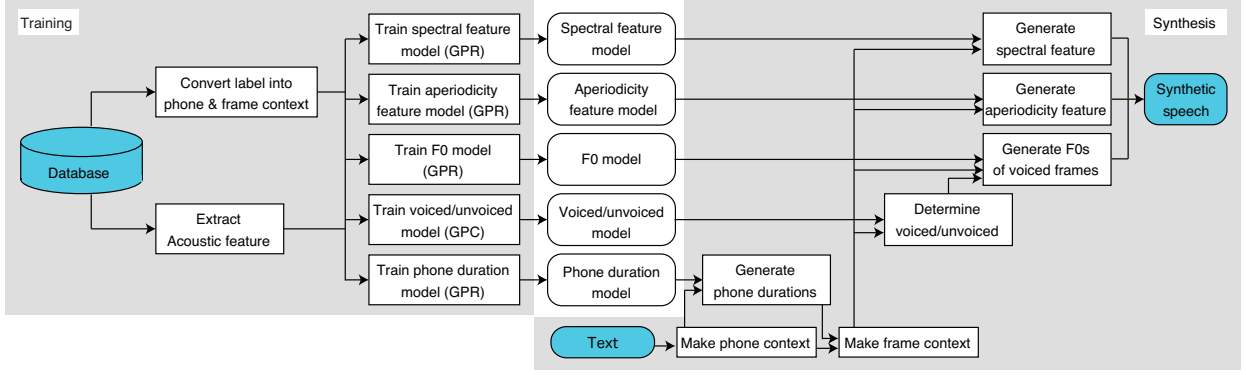 Training
Synthesis
Database
Convert label into
phone & frame context
Extract
Acoustic feature
Train spectral feature
model (GPR)
Train aperiodicity
feature model (GPR)
Train F0 model
(GPR)
Train voiced/unvoiced
model (GPC)
Train phone duration
model (GPR)
Spectral feature
model
Aperiodicity
feature model
F0 model
Voiced/unvoiced
model
Phone duration
model
Text
Make phone context
Generate
phone durations
Make frame context
Determine
voiced/unvoiced
Generate
spectral feature
Generate
aperiodicity feature
Generate F0s
of voiced frames
Synthetic
speech